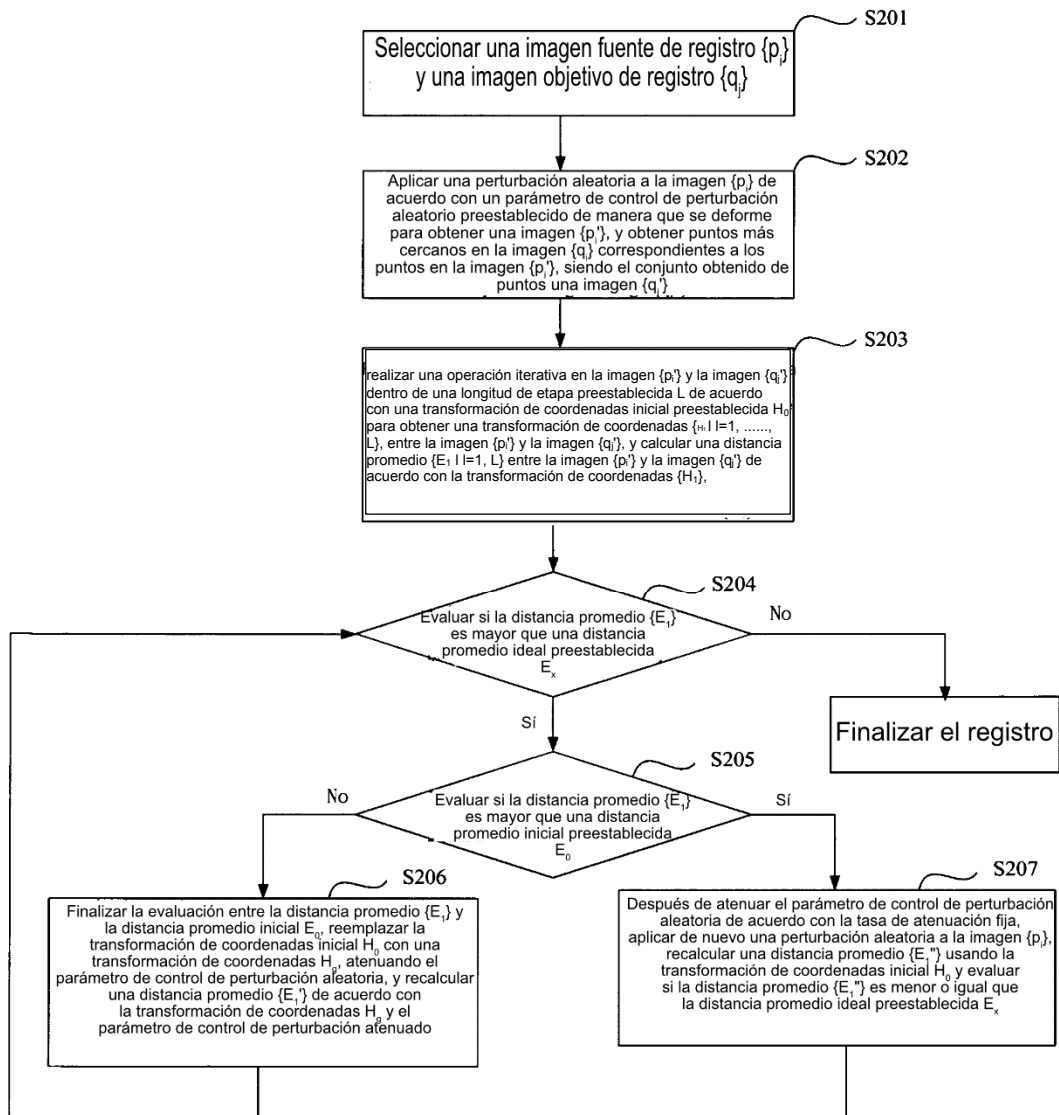 S201
Seleccionar una imagen fuente de registro {pᵢ}
y una imagen objetivo de registro {qⱼ}
S202
Aplicar una perturbación aleatoria a la imagen {pᵢ} de
acuerdo con un parámetro de control de perturbación
aleatorio preestablecido de manera que se deforme
para obtener una imagen {pᵢ'}, y obtener puntos más
cercanos en la imagen {qⱼ} correspondientes a los
puntos en la imagen {pᵢ'}, siendo el conjunto obtenido de
puntos una imagen {qⱼ'}
S203
realizar una operación iterativa en la imagen {pᵢ'} y la imagen {qⱼ'}
dentro de una longitud de etapa preestablecida L de acuerdo
con una transformación de coordenadas inicial preestablecida H₀
para obtener una transformación de coordenadas {H₁ I l=1, ......,
L}, entre la imagen {pᵢ'} y la imagen {qⱼ'}, y calcular una distancia
promedio {E₁ I l=1, L} entre la imagen {pᵢ'} y la imagen {qⱼ'} de
acuerdo con la transformación de coordenadas {H₁},
S204
Evaluar si la distancia promedio {E₁}
es mayor que una distancia
promedio ideal preestablecida
Eₓ
No
Sí
Finalizar el registro
S205
Evaluar si la distancia promedio {E₁}
es mayor que una distancia
promedio inicial preestablecida
E₀
No
Sí
S206
Finalizar la evaluación entre la distancia promedio {E₁} y
la distancia promedio inicial E₀, reemplazar la
transformación de coordenadas inicial H₀ con una
transformación de coordenadas H_g, atenuando el
parámetro de control de perturbación aleatoria, y recalcular
una distancia promedio {E₁'} de acuerdo con
la transformación de coordenadas H_g y el
parámetro de control de perturbación atenuado
S207
Después de atenuar el parámetro de control de perturbación
aleatoria de acuerdo con la tasa de atenuación fija,
aplicar de nuevo una perturbación aleatoria a la imagen {pᵢ},
recalcular una distancia promedio {E₁"} usando la
transformación de coordenadas inicial H₀ y evaluar
si la distancia promedio {E₁"} es menor o igual que
la distancia promedio ideal preestablecida Eₓ